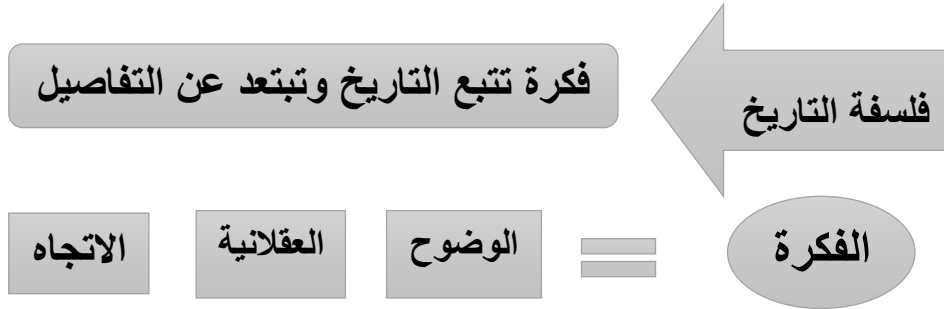 فلسفة التاريخ
فكرة تتبع التاريخ وتبتعد عن التفاصيل
الفكرة = الوضوح العقلانية الاتجاه